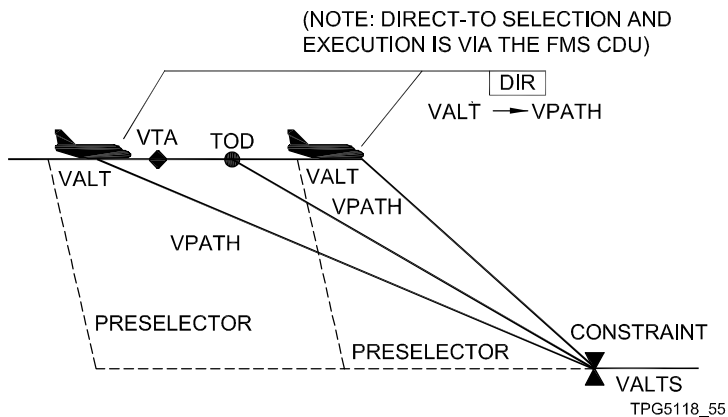 (NOTE: DIRECT-TO SELECTION AND
EXECUTION IS VIA THE FMS CDU)
DIR
VALT → VPATH
VTA
TOD
VALT
VALT
VPATH
VPATH
PRESELECTOR
CONSTRAINT
PRESELECTOR
VALTS
TPG5118_55